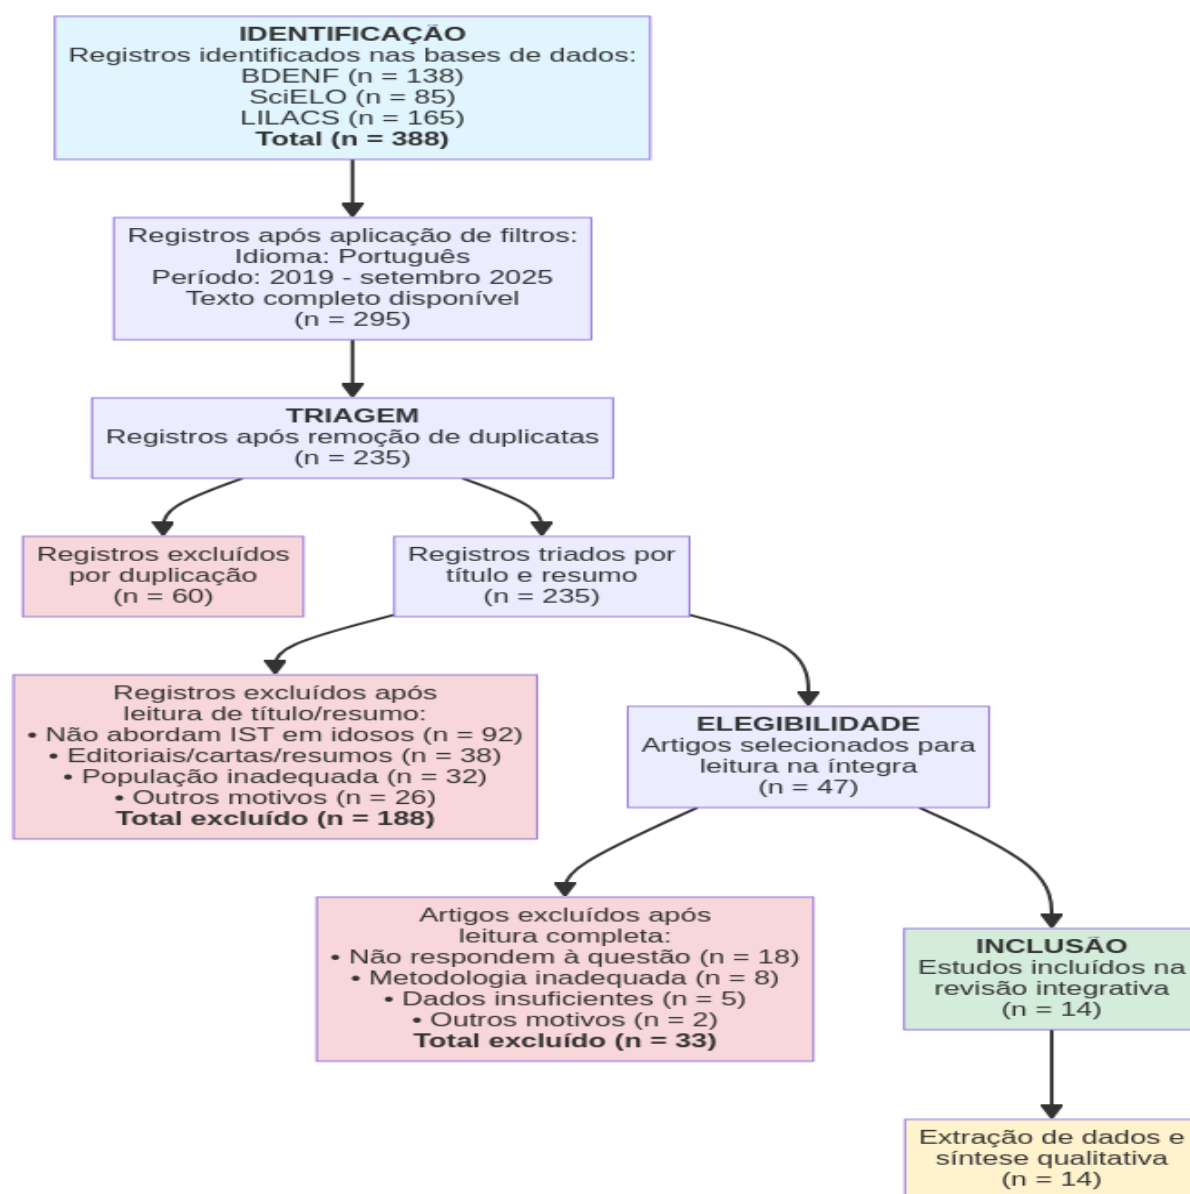 IDENTIFICAÇÃO
Registros identificados nas bases de dados:
BDENF (n = 138)
SciELO (n = 85)
LILACS (n = 165)
Total (n = 388)
Registros após aplicação de filtros:
Idioma: Português
Período: 2019 - setembro 2025
Texto completo disponível
(n = 295)
TRIAGEM
Registros após remoção de duplicatas
(n = 235)
Registros excluídos
por duplicação
(n = 60)
Registros triados por
título e resumo
(n = 235)
Registros excluídos após
leitura de título/resumo:
• Não abordam IST em idosos (n = 92)
• Editoriais/cartas/resumos (n = 38)
• População inadequada (n = 32)
• Outros motivos (n = 26)
Total excluído (n = 188)
ELEGIBILIDADE
Artigos selecionados para
leitura na íntegra
(n = 47)
Artigos excluídos após
leitura completa:
• Não respondem à questão (n = 18)
• Metodologia inadequada (n = 8)
• Dados insuficientes (n = 5)
• Outros motivos (n = 2)
Total excluído (n = 33)
INCLUSÃO
Estudos incluídos na
revisão integrativa
(n = 14)
Extração de dados e
síntese qualitativa
(n = 14)